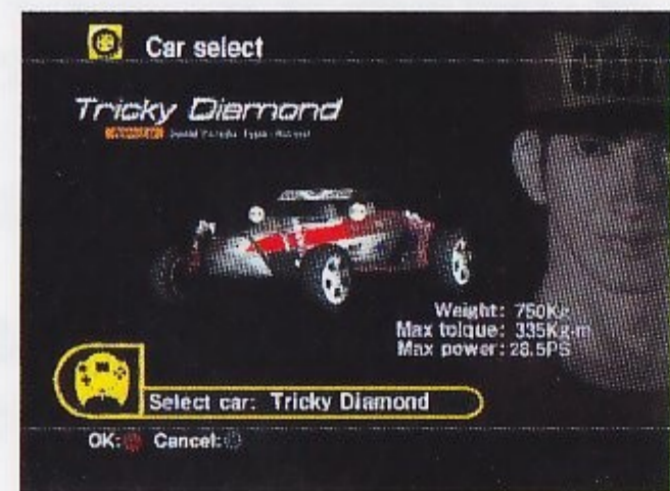 Car select
Tricky Diamond
Weight: 750Kg
Max tolque: 335Kg-m
Max power: 28.5PS
Select car: Tricky Diamond
OK: Cancel: